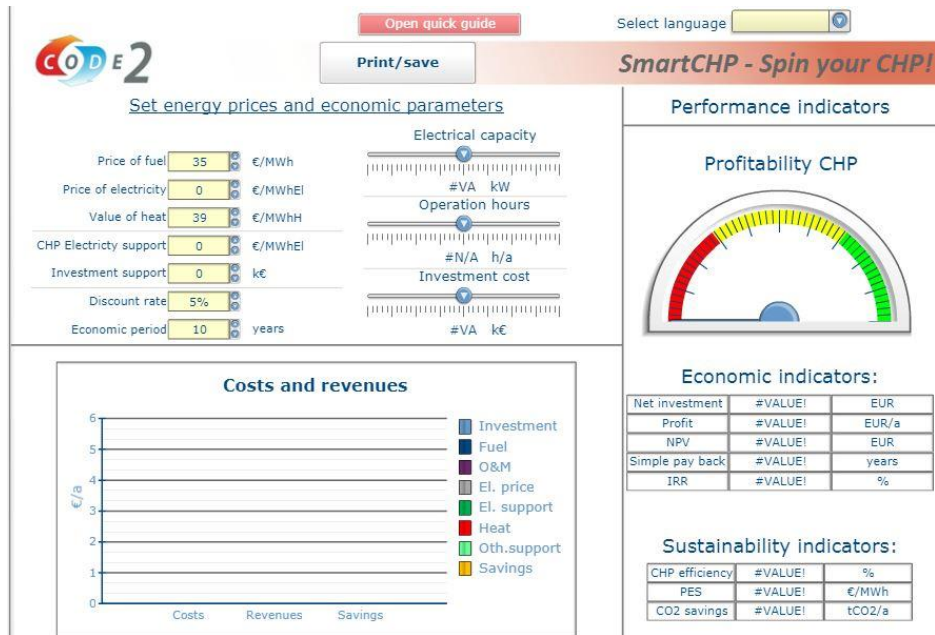 Open quick guide
Select language
CODE2
Print/save
SmartCHP - Spin your CHP!
Set energy prices and economic parameters
Price of fuel 35 €/MWh
Price of electricity 0 €/MWhEl
Value of heat 39 €/MWhH
CHP Electricty support 0 €/MWhEl
Investment support 0 k€
Discount rate 5%
Economic period 10 years
Electrical capacity
#VA kW
Operation hours
#N/A h/a
Investment cost
#VA k€
Performance indicators
Profitability CHP
Costs and revenues
€/a
6
5
4
3
2
1
0
Costs Revenues Savings
Investment
Fuel
O&M
El. price
El. support
Heat
Oth.support
Savings
Economic indicators:
Net investment #VALUE! EUR
Profit #VALUE! EUR/a
NPV #VALUE! EUR
Simple pay back #VALUE! years
IRR #VALUE! %
Sustainability indicators:
CHP efficiency #VALUE! %
PES #VALUE! €/MWh
CO2 savings #VALUE! tCO2/a